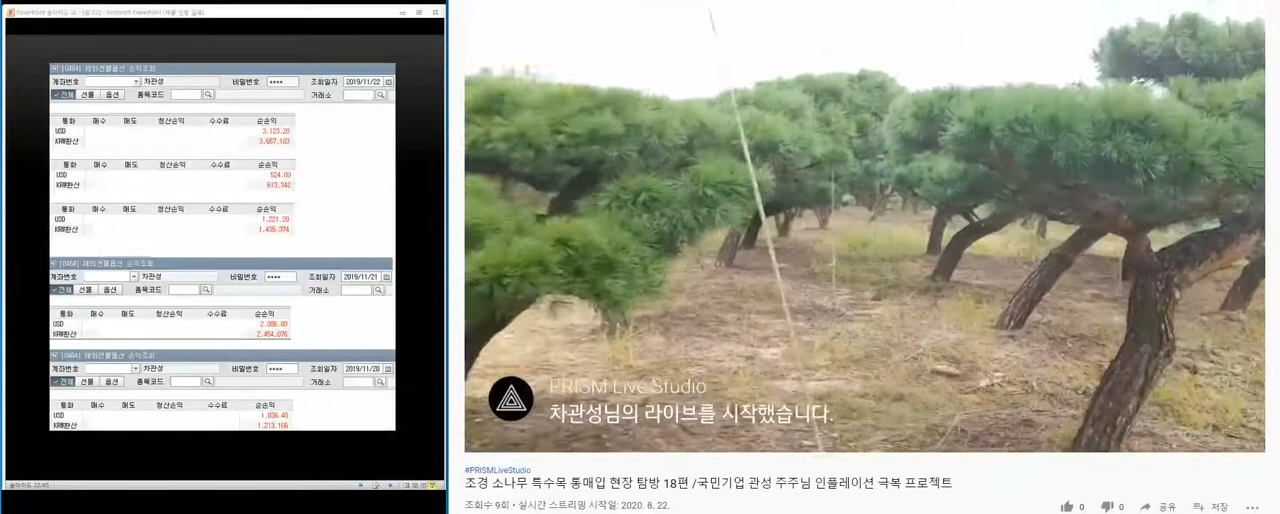 [0464] 해외선물옵션 손익조회
계좌번호 차관성 비밀번호 **** 조회일자 2019/11/22
전체 선물 옵션 품목코드 거래소
통화 매수 매도 청산손익 수수료 순손익
USD 3,123.20
KRW환산 3,667,183
통화 매수 매도 청산손익 수수료 순손익
USD 524.00
KRW환산 613,342
통화 매수 매도 청산손익 수수료 순손익
USD 1,221.20
KRW환산 1,435,374
[0464] 해외선물옵션 손익조회
계좌번호 차관성 비밀번호 **** 조회일자 2019/11/21
전체 선물 옵션 품목코드 거래소
통화 매수 매도 청산손익 수수료 순손익
USD 2,086.80
KRW환산 2,454,076
[0464] 해외선물옵션 손익조회
계좌번호 차관성 비밀번호 **** 조회일자 2019/11/20
전체 선물 옵션 품목코드 거래소
통화 매수 매도 청산손익 수수료 순손익
USD 1,036.40
KRW환산 1,213,106
슬라이드 22/45
PRISM Live Studio
차관성님의 라이브를 시작했습니다.
#PRISMLiveStudio
조경 소나무 특수목 통매입 현장 탐방 18편 /국민기업 관성 주주님 인플레이션 극복 프로젝트
조회수 9회 • 실시간 스트리밍 시작일: 2020. 8. 22.
0 0 공유 저장